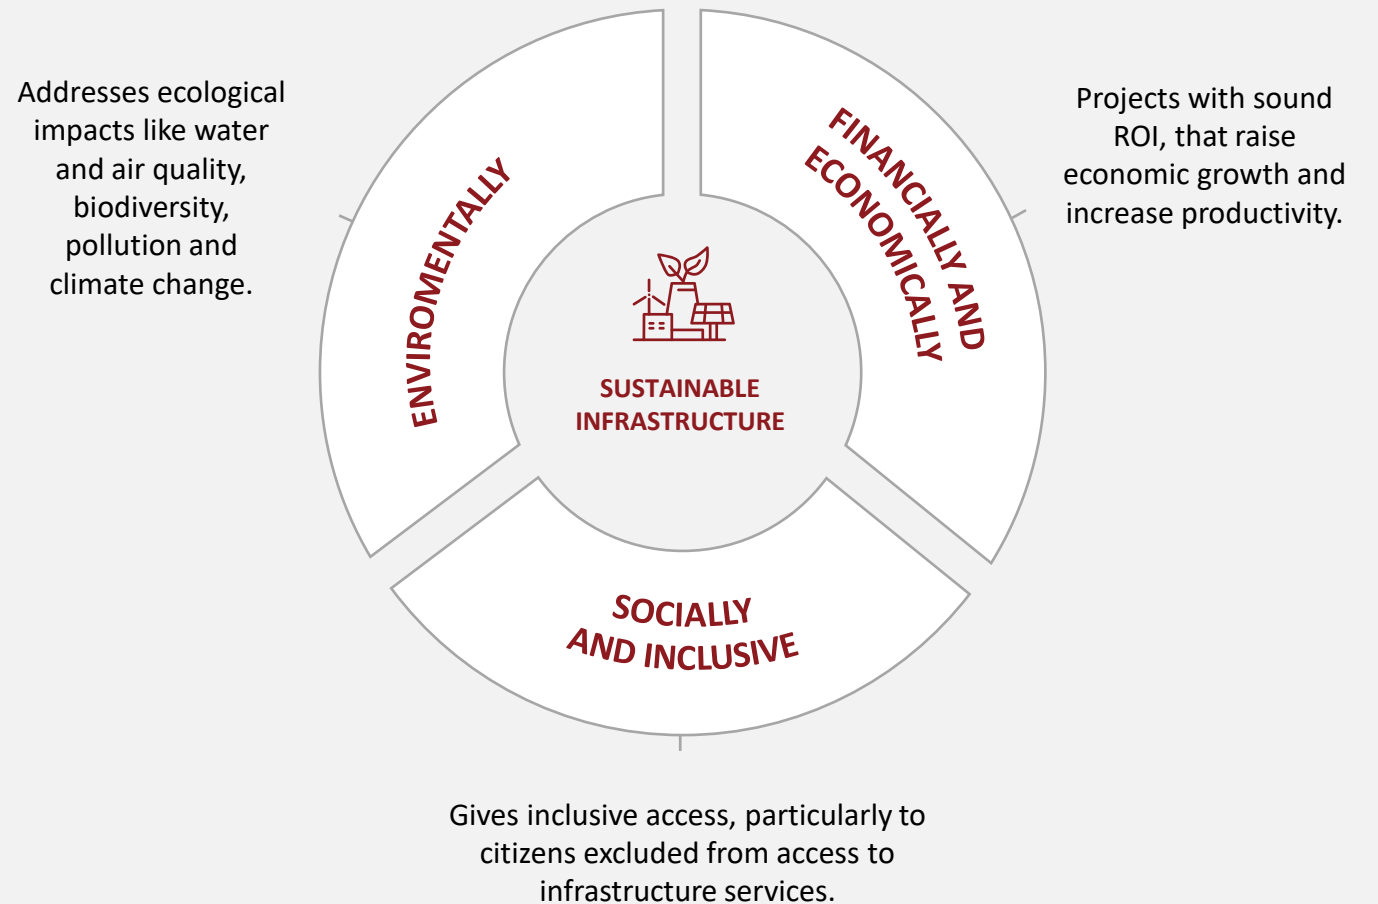 Addresses ecological
impacts like water
and air quality,
biodiversity,
pollution and
climate change.
ENVIROMENTALLY
FINANCIALLY AND
ECONOMICALLY
Projects with sound
ROI, that raise
economic growth and
increase productivity.
SUSTAINABLE
INFRASTRUCTURE
SOCIALLY
AND INCLUSIVE
Gives inclusive access, particularly to
citizens excluded from access to
infrastructure services.